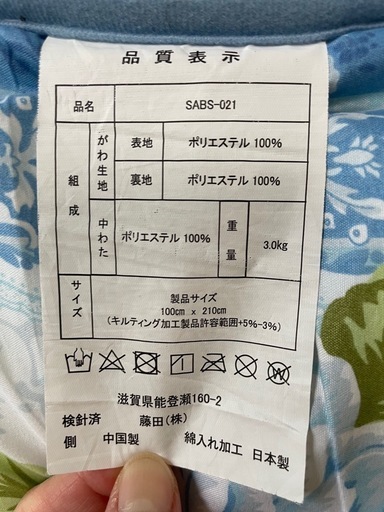 品質表示
品名 SABS-021
組成 がわ生地 表地 ポリエステル 100%
裏地 ポリエステル 100%
中わた ポリエステル 100% 重量 3.0kg
サイズ 製品サイズ
100cm x 210cm
(キルティング加工製品許容範囲+5%-3%)
1 W
滋賀県能登瀬160-2
検針済 藤田(株)
側 中国製 綿入れ加工 日本製